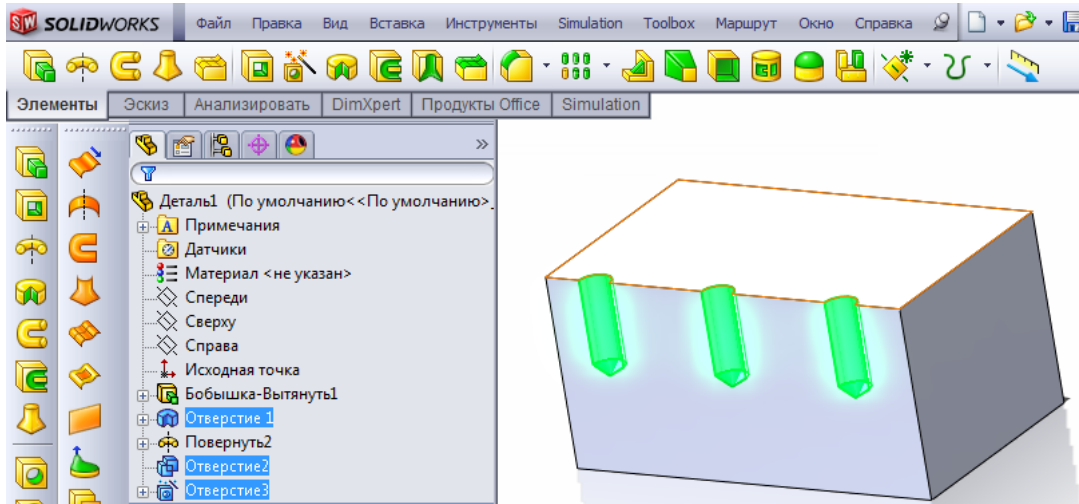 SOLIDWORKS Файл Правка Вид Вставка Инструменты Simulation Toolbox Маршрут Окно Справка
Элементы Эскиз Анализировать DimXpert Продукты Office Simulation
Деталь1 (По умолчанию<<По умолчанию>_
Примечания
Датчики
Материал <не указан>
Спереди
Сверху
Справа
Исходная точка
Бобышка-Вытянуть1
Отверстие 1
Повернуть2
Отверстие2
Отверстие3